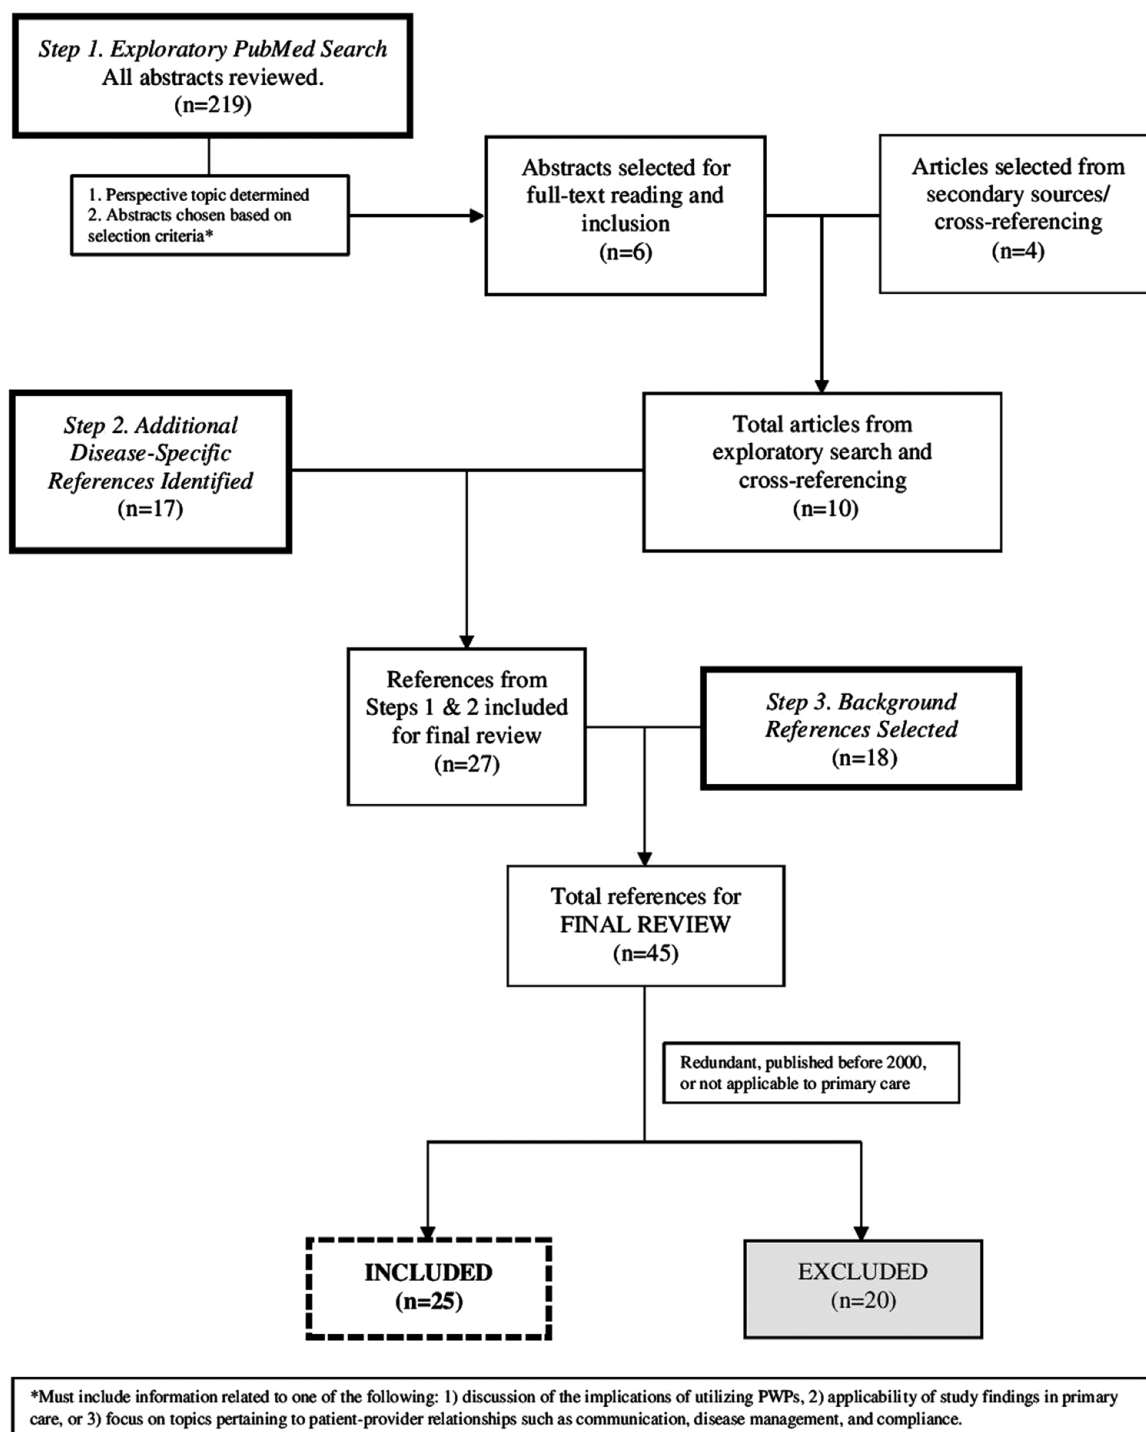 Step 1. Exploratory PubMed Search
All abstracts reviewed.
(n=219)
1. Perspective topic determined
2. Abstracts chosen based on
selection criteria*
Abstracts selected for
full-text reading and
inclusion
(n=6)
Articles selected from
secondary sources/
cross-referencing
(n=4)
Step 2. Additional
Disease-Specific
References Identified
(n=17)
Total articles from
exploratory search and
cross-referencing
(n=10)
References from
Steps 1 & 2 included
for final review
(n=27)
Step 3. Background
References Selected
(n=18)
Total references for
FINAL REVIEW
(n=45)
Redundant, published before 2000,
or not applicable to primary care
INCLUDED
(n=25)
EXCLUDED
(n=20)
*Must include information related to one of the following: 1) discussion of the implications of utilizing PWPs, 2) applicability of study findings in primary
care, or 3) focus on topics pertaining to patient-provider relationships such as communication, disease management, and compliance.